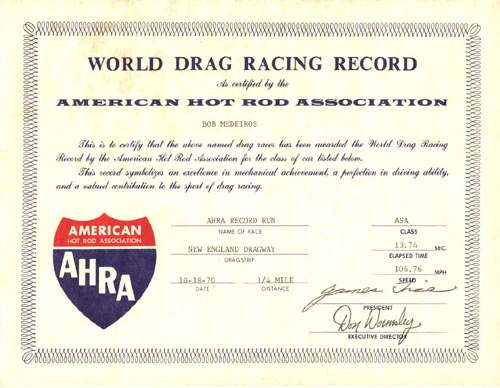 WORLD DRAG RACING RECORD
As certified by the
AMERICAN HOT ROD ASSOCIATION
BOB MEDEIROS
This is to certify that the above named drag racer has been awarded the World Drag Racing
Record by the American Hot Rod Association for the class of car listed below.
This record symbolizes an excellence in mechanical achievement, a perfection in driving ability,
and a valued contribution to the sport of drag racing.
AMERICAN
HOT ROD ASSOCIATION
AHRA
AHRA RECORD RUN
NAME OF RACE
ASA
CLASS
NEW ENGLAND DRAGWAY
DRAGSTRIP
13.74 SEC.
ELAPSED TIME
10-18-70
DATE
1/4 MILE
DISTANCE
106.76 MPH
SPEED
James Tice
PRESIDENT
Don Wormsley
EXECUTIVE DIRECTOR